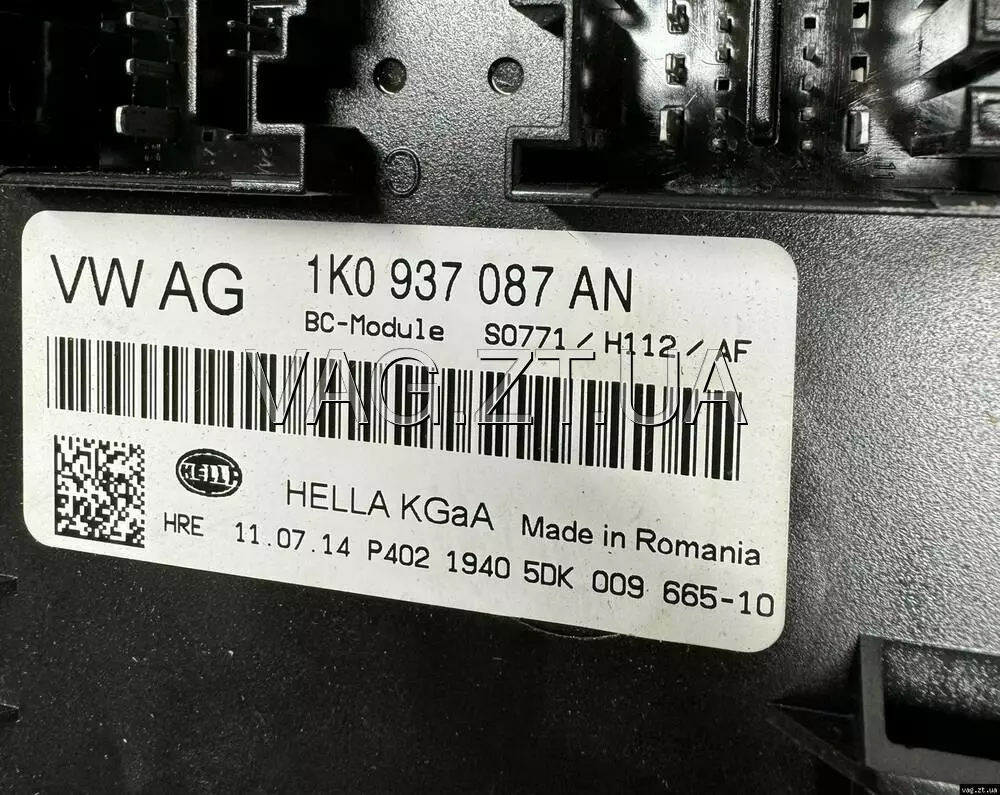 VW AG 1K0 937 087 AN
BC-Module S0771/H112/AF
VAG.ZT.UA
HELLA HELLA KGaA Made in Romania
HRE 11.07.14 P402 1940 5DK 009 665-10
vag.zt.ua